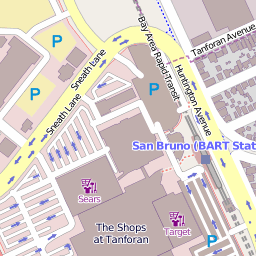 Bay Area Rapid Transit
Tanforan Avenue
Sneath Lane
P
P
P
Huntington Avenue
Sneath Lane
San Bruno (BART Stat
Sears
The Shops
at Tanforan
Target
P